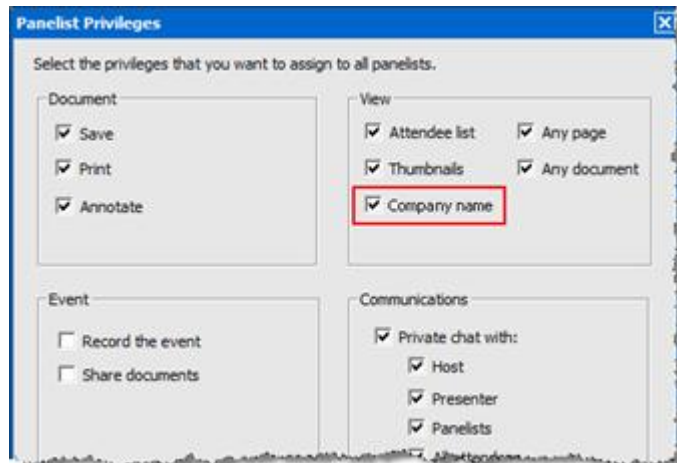 Panelist Privileges
Select the privileges that you want to assign to all panelists.
Document
Save
Print
Annotate
View
Attendee list
Any page
Thumbnails
Any document
Company name
Event
Record the event
Share documents
Communications
Private chat with:
Host
Presenter
Panelists